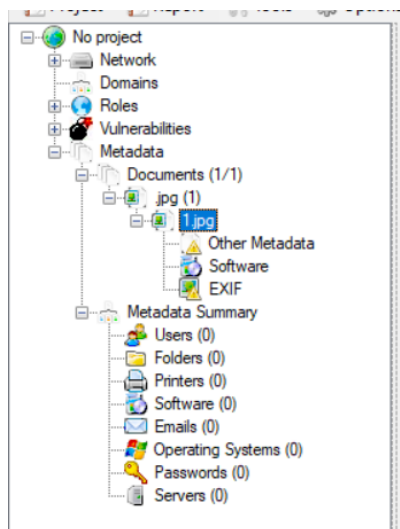 No project
Network
Domains
Roles
Vulnerabilities
Metadata
Documents (1/1)
.jpg (1)
1.jpg
Other Metadata
Software
EXIF
Metadata Summary
Users (0)
Folders (0)
Printers (0)
Software (0)
Emails (0)
Operating Systems (0)
Passwords (0)
Servers (0)